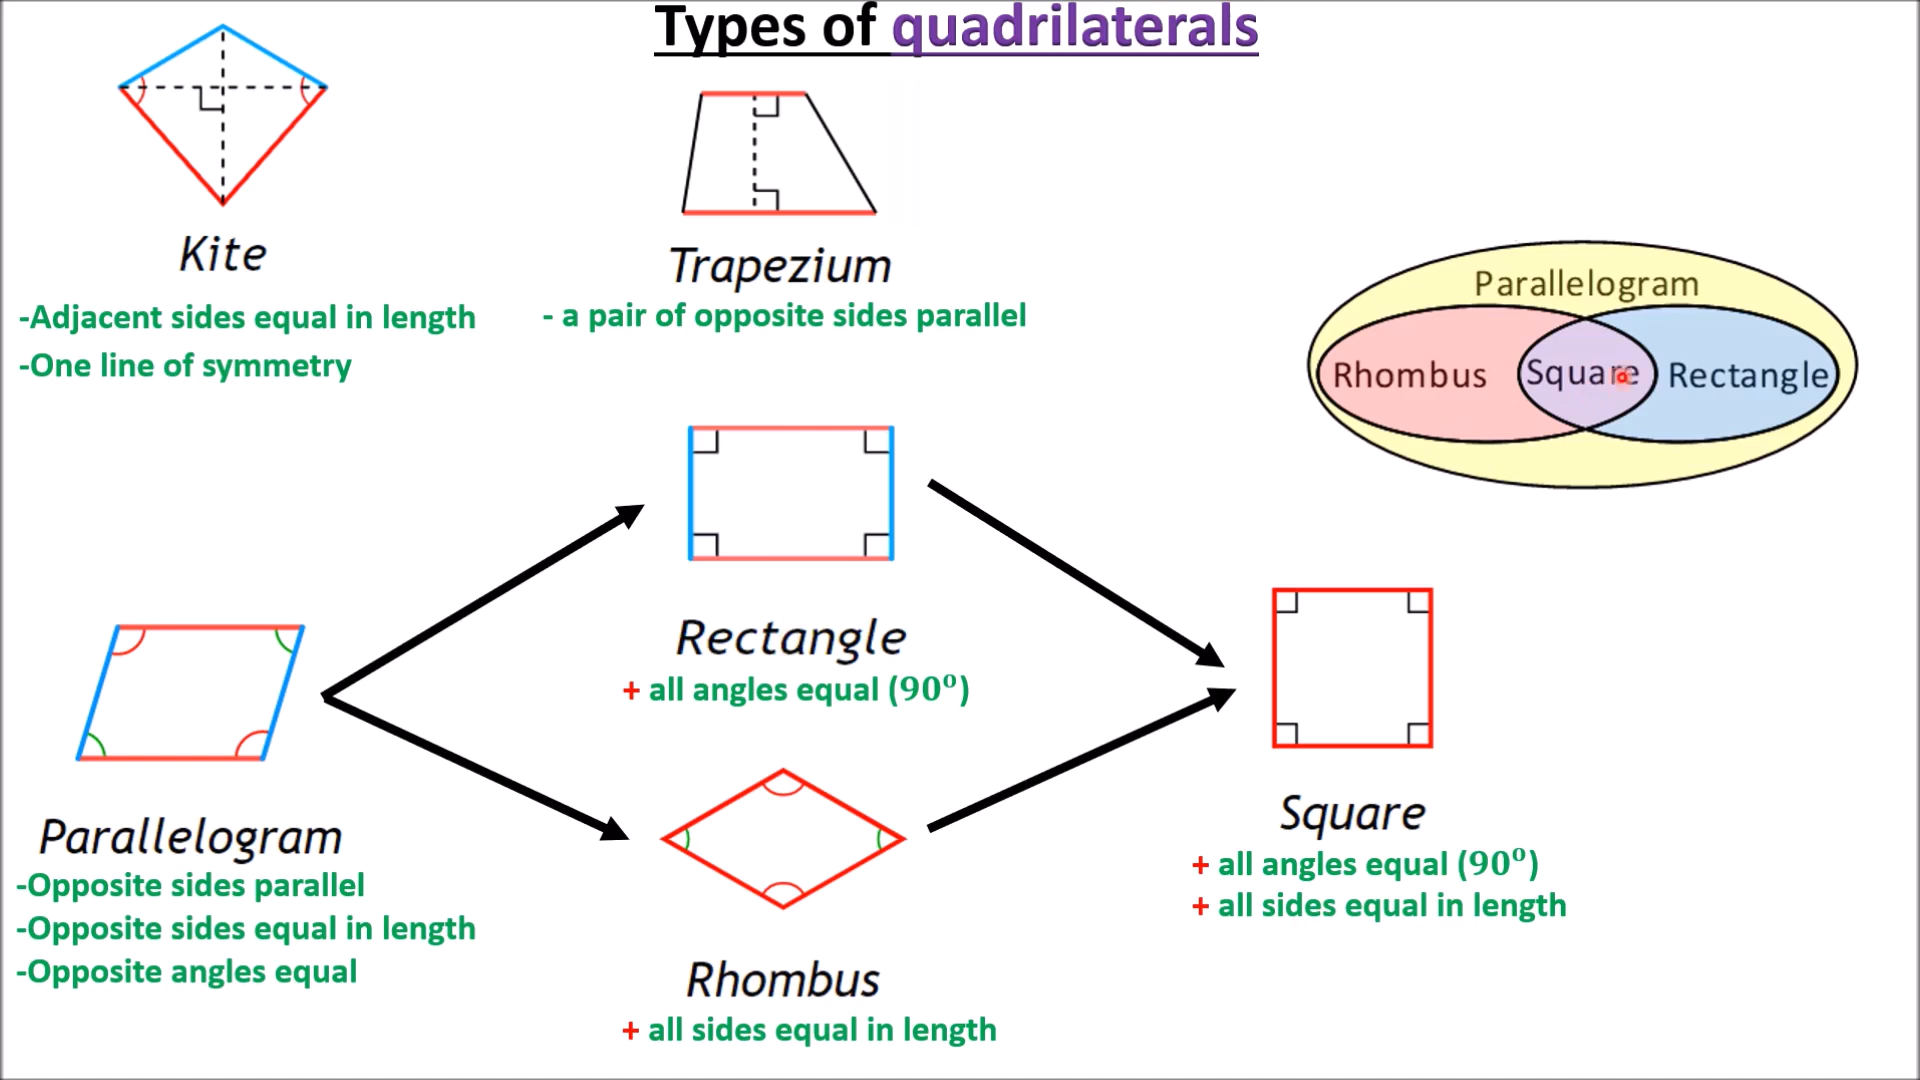 Types of quadrilaterals
Kite
-Adjacent sides equal in length
-One line of symmetry
Trapezium
- a pair of opposite sides parallel
Parallelogram
Rhombus
Square
Rectangle
Rectangle
+ all angles equal (90º)
Parallelogram
-Opposite sides parallel
-Opposite sides equal in length
-Opposite angles equal
Rhombus
+ all sides equal in length
Square
+ all angles equal (90º)
+ all sides equal in length